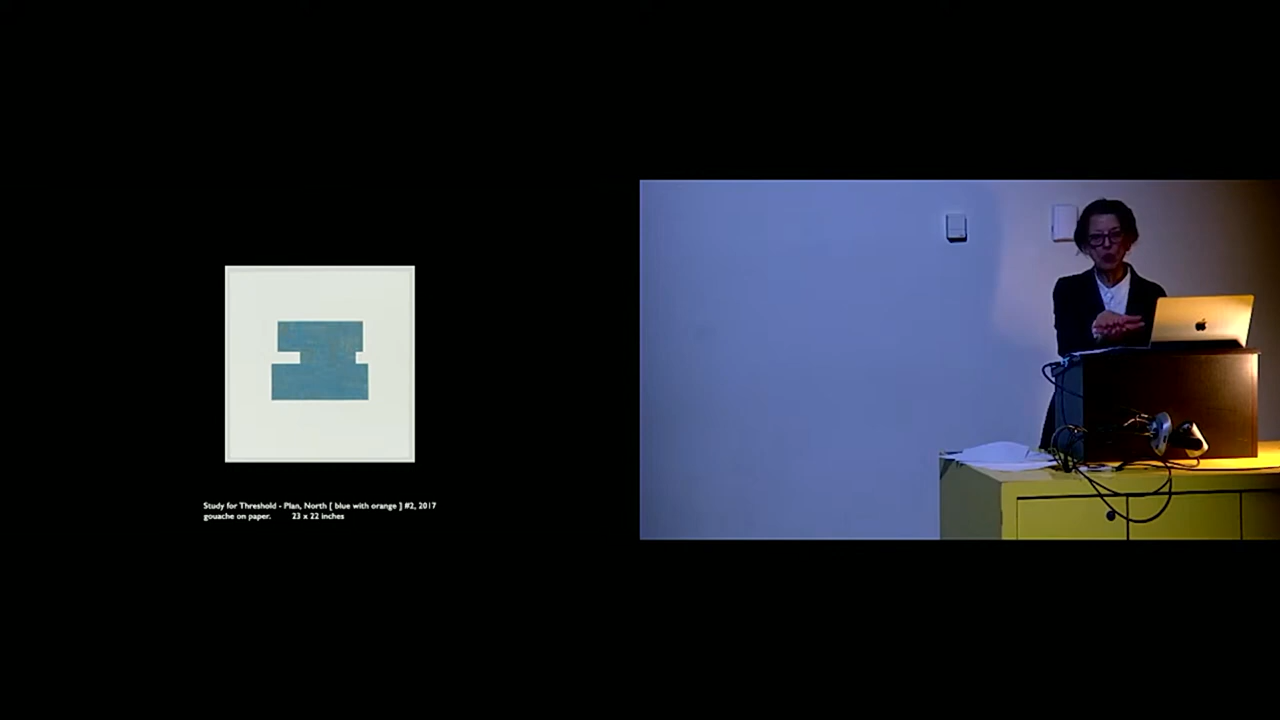 Study for Threshold - Plan, North [ blue with orange ] #2, 2017
gouache on paper. 23 x 22 inches